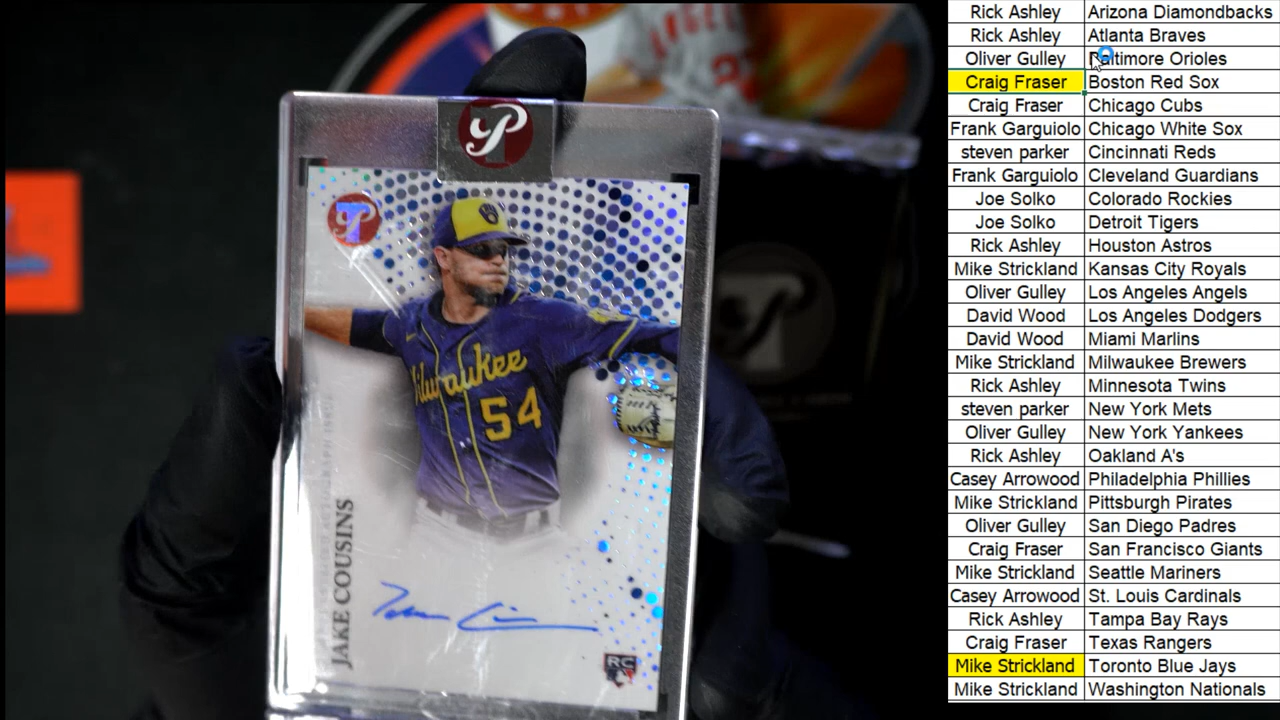 P
P
Milwaukee
54
JAKE COUSINS
RC
Rick Ashley Arizona Diamondbacks
Rick Ashley Atlanta Braves
Oliver Gulley Baltimore Orioles
Craig Fraser Boston Red Sox
Craig Fraser Chicago Cubs
Frank Garguiolo Chicago White Sox
steven parker Cincinnati Reds
Frank Garguiolo Cleveland Guardians
Joe Solko Colorado Rockies
Joe Solko Detroit Tigers
Rick Ashley Houston Astros
Mike Strickland Kansas City Royals
Oliver Gulley Los Angeles Angels
David Wood Los Angeles Dodgers
David Wood Miami Marlins
Mike Strickland Milwaukee Brewers
Rick Ashley Minnesota Twins
steven parker New York Mets
Oliver Gulley New York Yankees
Rick Ashley Oakland A's
Casey Arrowood Philadelphia Phillies
Mike Strickland Pittsburgh Pirates
Oliver Gulley San Diego Padres
Craig Fraser San Francisco Giants
Mike Strickland Seattle Mariners
Casey Arrowood St. Louis Cardinals
Rick Ashley Tampa Bay Rays
Craig Fraser Texas Rangers
Mike Strickland Toronto Blue Jays
Mike Strickland Washington Nationals